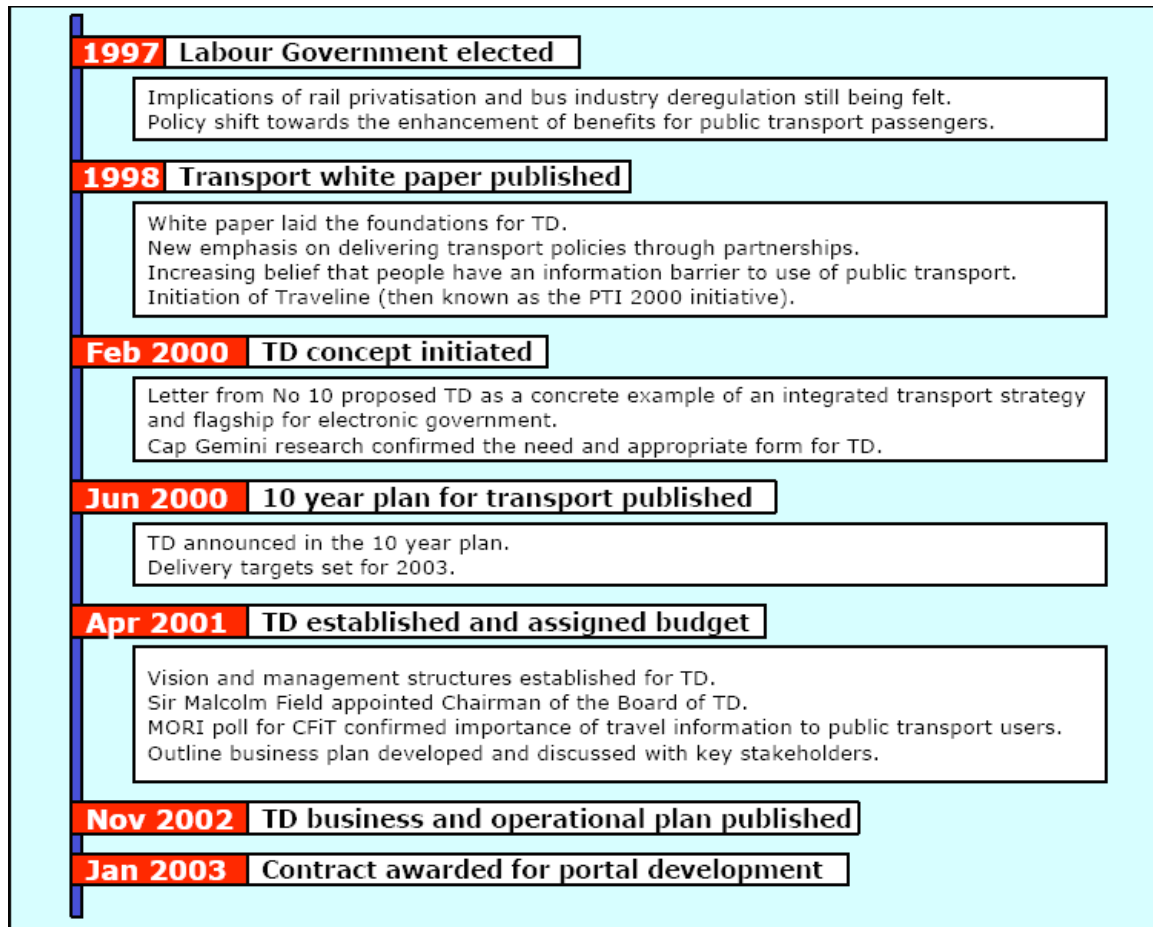 1997 Labour Government elected
Implications of rail privatisation and bus industry deregulation still being felt.
Policy shift towards the enhancement of benefits for public transport passengers.
1998 Transport white paper published
White paper laid the foundations for TD.
New emphasis on delivering transport policies through partnerships.
Increasing belief that people have an information barrier to use of public transport.
Initiation of Traveline (then known as the PTI 2000 initiative).
Feb 2000 TD concept initiated
Letter from No 10 proposed TD as a concrete example of an integrated transport strategy
and flagship for electronic government.
Cap Gemini research confirmed the need and appropriate form for TD.
Jun 2000 10 year plan for transport published
TD announced in the 10 year plan.
Delivery targets set for 2003.
Apr 2001 TD established and assigned budget
Vision and management structures established for TD.
Sir Malcolm Field appointed Chairman of the Board of TD.
MORI poll for CFiT confirmed importance of travel information to public transport users.
Outline business plan developed and discussed with key stakeholders.
Nov 2002 TD business and operational plan published
Jan 2003 Contract awarded for portal development